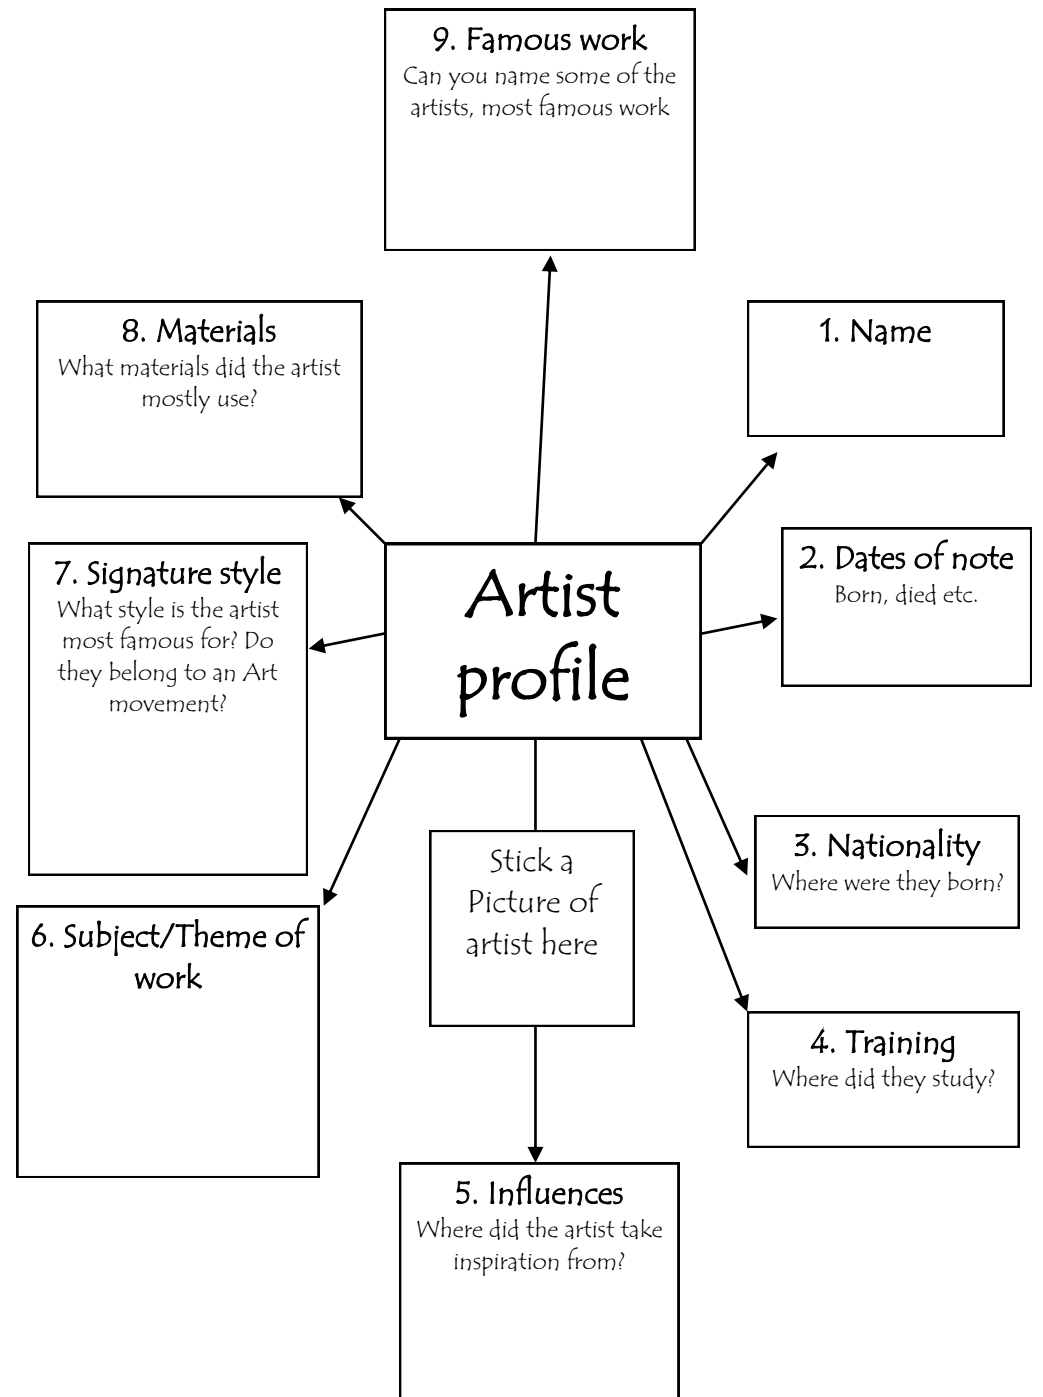 9. Famous work
Can you name some of the
artists, most famous work
8. Materials
What materials did the artist
mostly use?
1. Name
7. Signature style
What style is the artist
most famous for? Do
they belong to an Art
movement?
Artist
profile
2. Dates of note
Born, died etc.
Stick a
Picture of
artist here
3. Nationality
Where were they born?
6. Subject/Theme of
work
4. Training
Where did they study?
5. Influences
Where did the artist take
inspiration from?